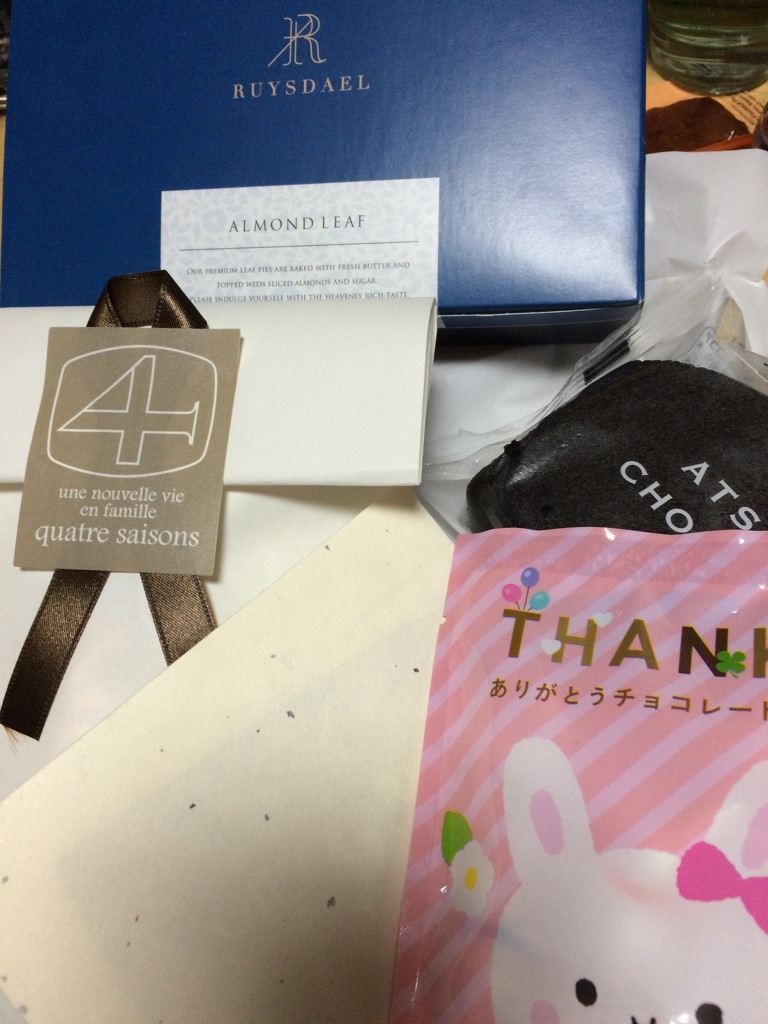 RUYSDAEL
ALMOND LEAF
OUR PREMIUM LEAF PIES ARE BAKED WITH FRESH BUTTER AND
TOPPED WITH SLICED ALMONDS AND SUGAR.
PLEASE INDULGE YOURSELF WITH THE HEAVENEY RICH TASTE
4
une nouvelle vie
en famille
quatre saisons
ATS
CHO
THANK
ありがとうチョコレート